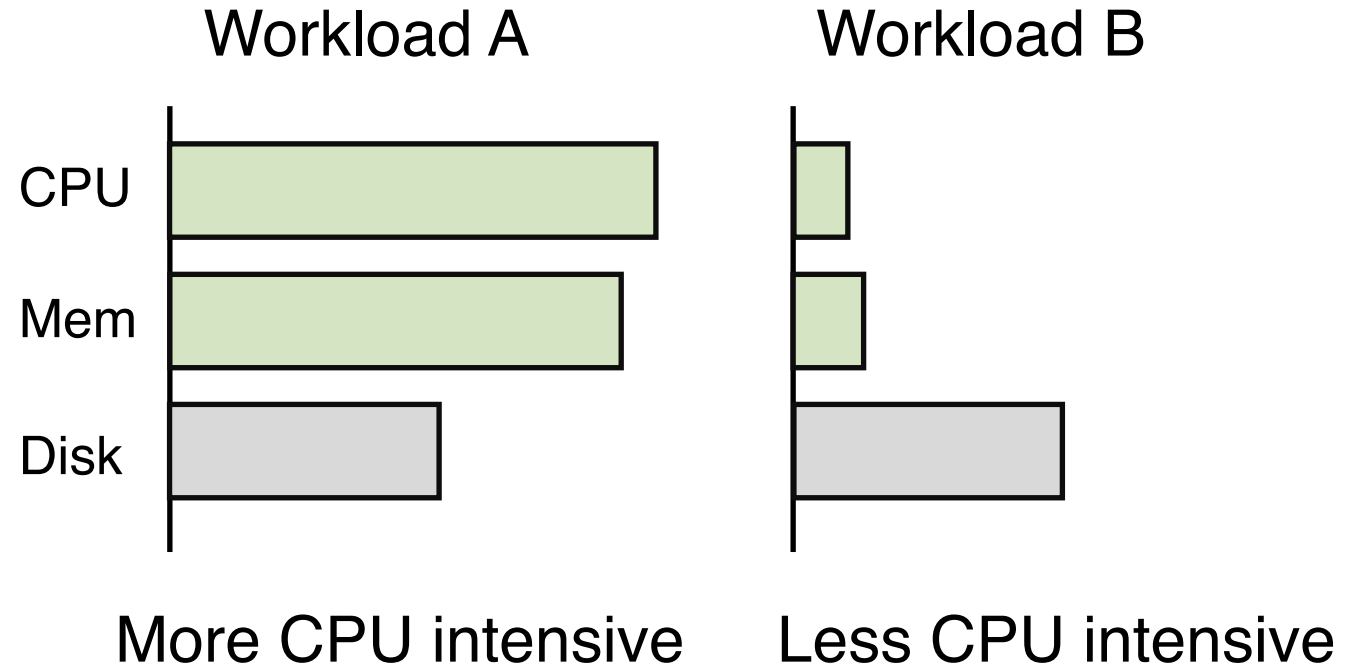 Workload A
Workload B
CPU
Mem
Disk
More CPU intensive
Less CPU intensive